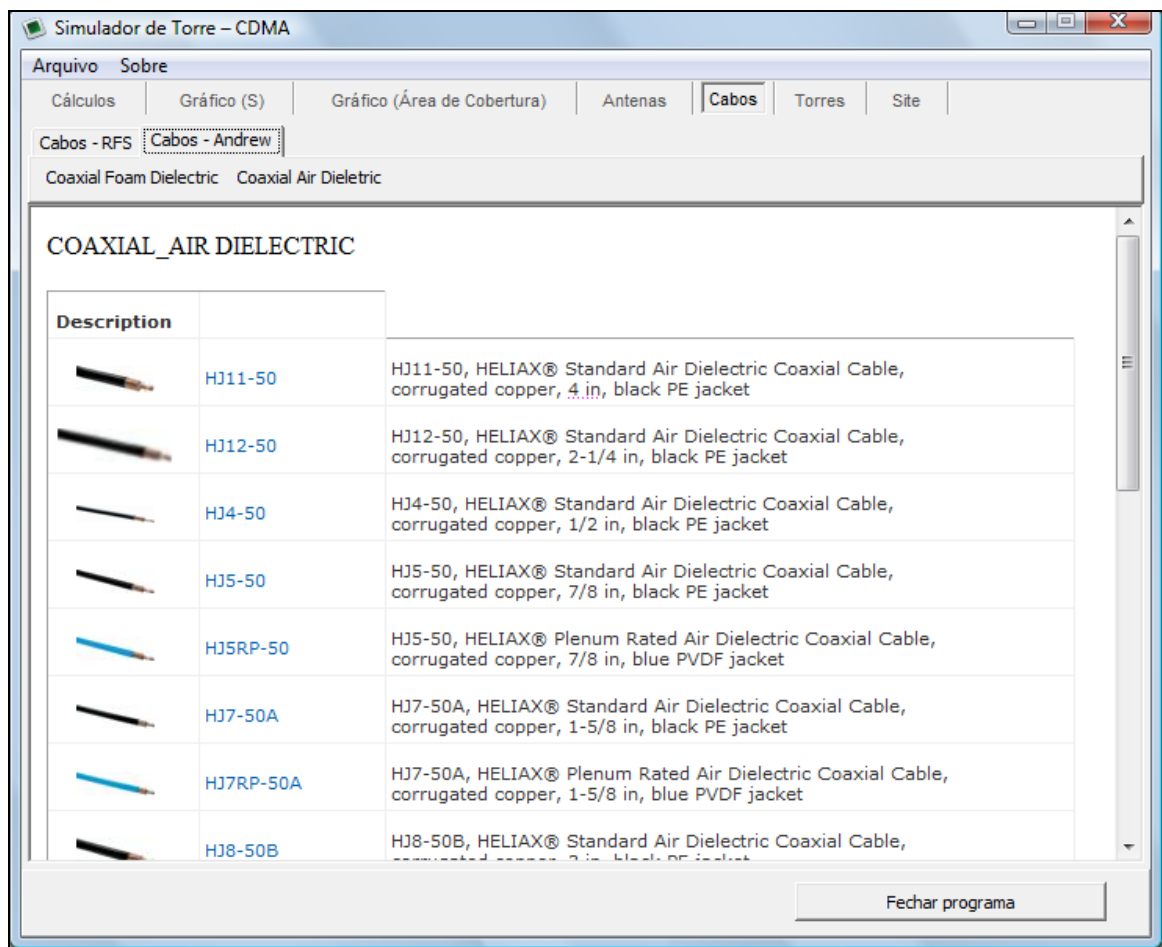 Simulador de Torre – CDMA
Arquivo Sobre
Cálculos Gráfico (S) Gráfico (Área de Cobertura) Antenas Cabos Torres Site
Cabos - RFS Cabos - Andrew
Coaxial Foam Dielectric Coaxial Air Dieletric
COAXIAL_AIR DIELECTRIC
Description
HJ11-50
HJ11-50, HELIAX® Standard Air Dielectric Coaxial Cable,
corrugated copper, 4 in, black PE jacket
HJ12-50
HJ12-50, HELIAX® Standard Air Dielectric Coaxial Cable,
corrugated copper, 2-1/4 in, black PE jacket
HJ4-50
HJ4-50, HELIAX® Standard Air Dielectric Coaxial Cable,
corrugated copper, 1/2 in, black PE jacket
HJ5-50
HJ5-50, HELIAX® Standard Air Dielectric Coaxial Cable,
corrugated copper, 7/8 in, black PE jacket
HJ5RP-50
HJ5-50, HELIAX® Plenum Rated Air Dielectric Coaxial Cable,
corrugated copper, 7/8 in, blue PVDF jacket
HJ7-50A
HJ7-50A, HELIAX® Standard Air Dielectric Coaxial Cable,
corrugated copper, 1-5/8 in, black PE jacket
HJ7RP-50A
HJ7-50A, HELIAX® Plenum Rated Air Dielectric Coaxial Cable,
corrugated copper, 1-5/8 in, blue PVDF jacket
HJ8-50B
HJ8-50B, HELIAX® Standard Air Dielectric Coaxial Cable,
corrugated copper, 3 in, black PE jacket
Fechar programa